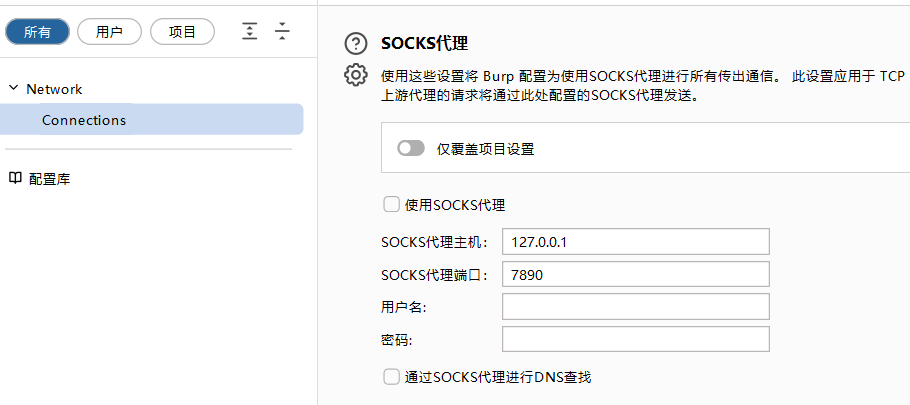 所有
用户
项目
Network
Connections
配置库
SOCKS代理
使用这些设置将 Burp 配置为使用SOCKS代理进行所有传出通信。 此设置应用于 TCP
上游代理的请求将通过此处配置的SOCKS代理发送。
仅覆盖项目设置
使用SOCKS代理
SOCKS代理主机: 127.0.0.1
SOCKS代理端口: 7890
用户名:
密码:
通过SOCKS代理进行DNS查找